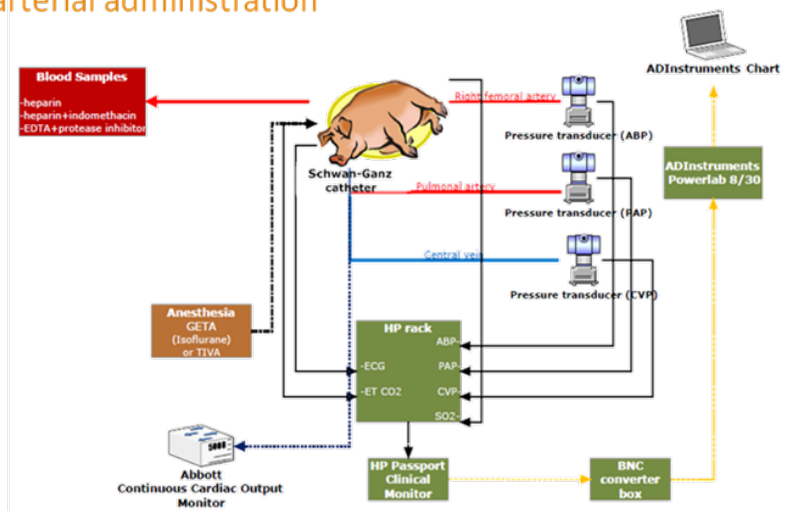 arterial administration
ADInstruments Chart
Blood Samples
-heparin
-heparin+indomethacin
-EDTA+protease inhibitor
Right femoral artery
Pressure transducer (ABP)
ADInstruments
Powerlab 8/30
Schwan-Ganz
catheter
Pulmonal artery
Pressure transducer (PAP)
Central vein
Pressure transducer (CVP)
Anesthesia
GETA
(Isoflurane)
or TIVA
HP rack
ABP-
-ECG
PAP-
-ET CO2
CVP-
SO2-
5000
Abbott
Continuous Cardiac Output
Monitor
HP Passport
Clinical
Monitor
BNC
converter
box